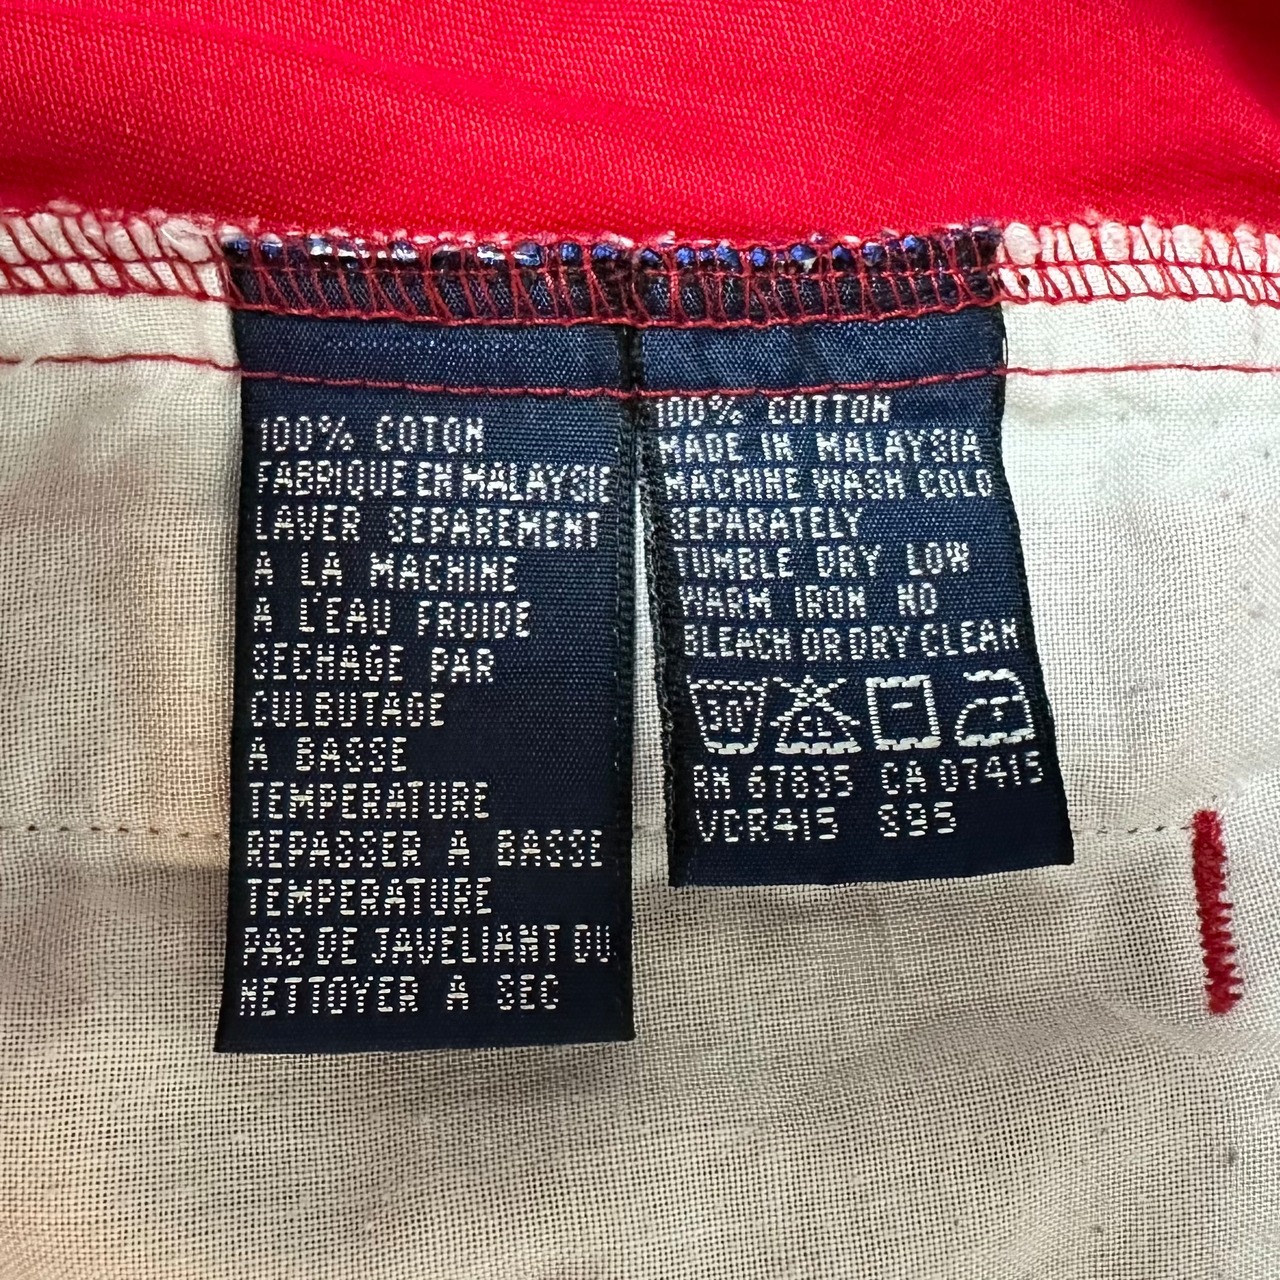 100% COTON
FABRIQUE EN MALAYSIE
LAVER SEPAREMENT
A LA MACHINE
A L'EAU FROIDE
SECHAGE PAR
CULBUTAGE
A BASSE
TEMPERATURE
REPASSER A BASSE
TEMPERATURE
PAS DE JAVELIANT OU
NETTOYER A SEC
100% COTTON
MADE IN MALAYSIA
MACHINE WASH COLD
SEPARATELY
TUMBLE DRY LOW
WARM IRON NO
BLEACH OR DRY CLEAN
30°
RN 67835 CA 07415
VCR415 S95